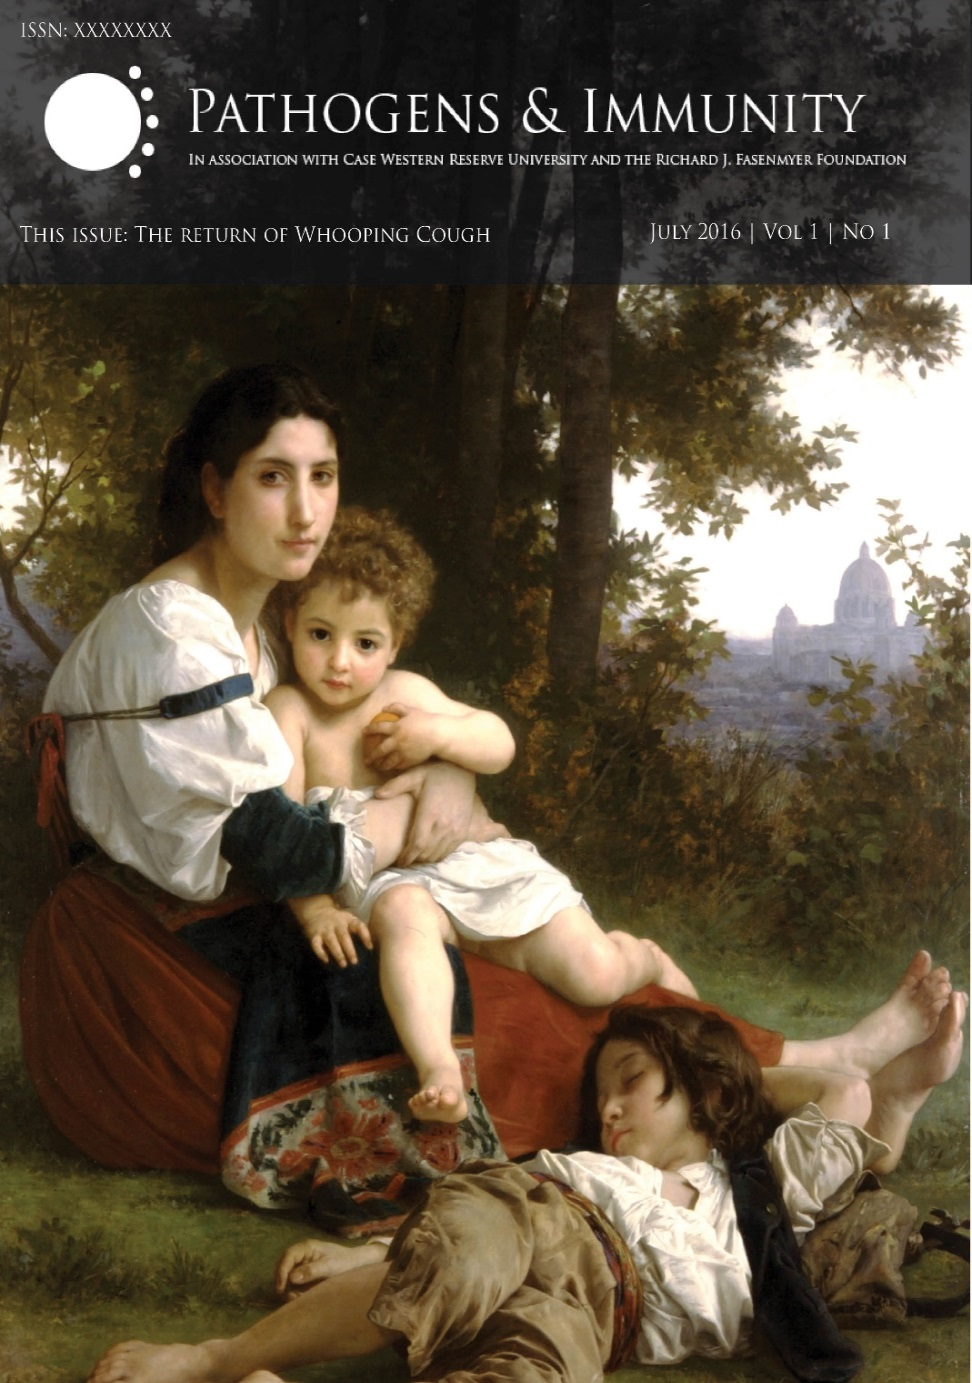 ISSN: XXXXXXXX
PATHOGENS & IMMUNITY
IN ASSOCIATION WITH CASE WESTERN RESERVE UNIVERSITY AND THE RICHARD J. FASENMYER FOUNDATION
THIS ISSUE: THE RETURN OF WHOOPING COUGH
JULY 2016 | VOL 1 | NO 1